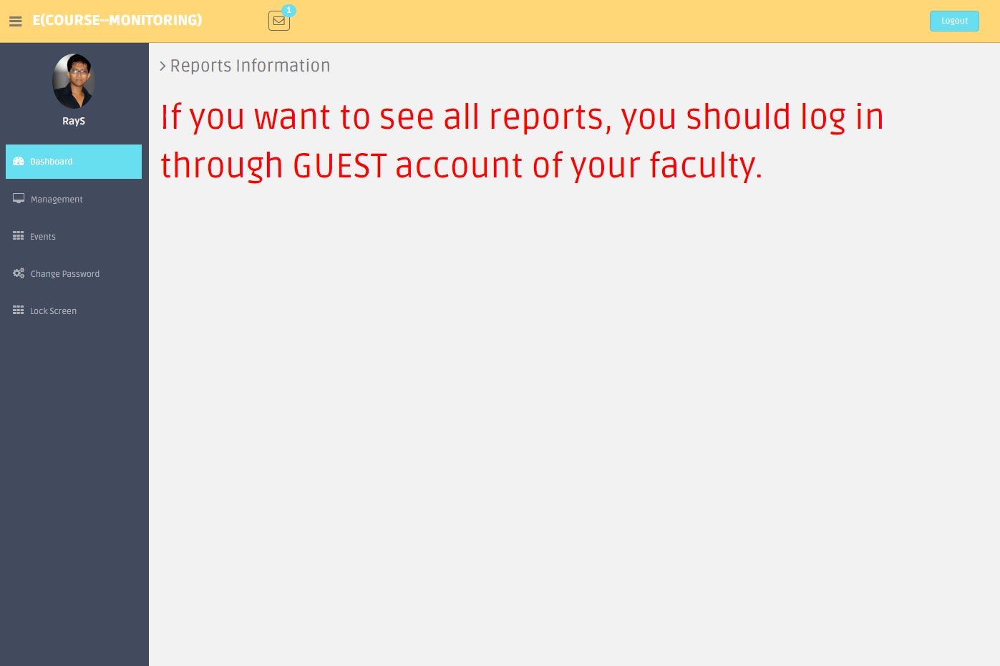 E(COURSE--MONITORING)
1
Logout
RayS
Dashboard
Management
Events
Change Password
Lock Screen
Reports Information
If you want to see all reports, you should log in
through GUEST account of your faculty.